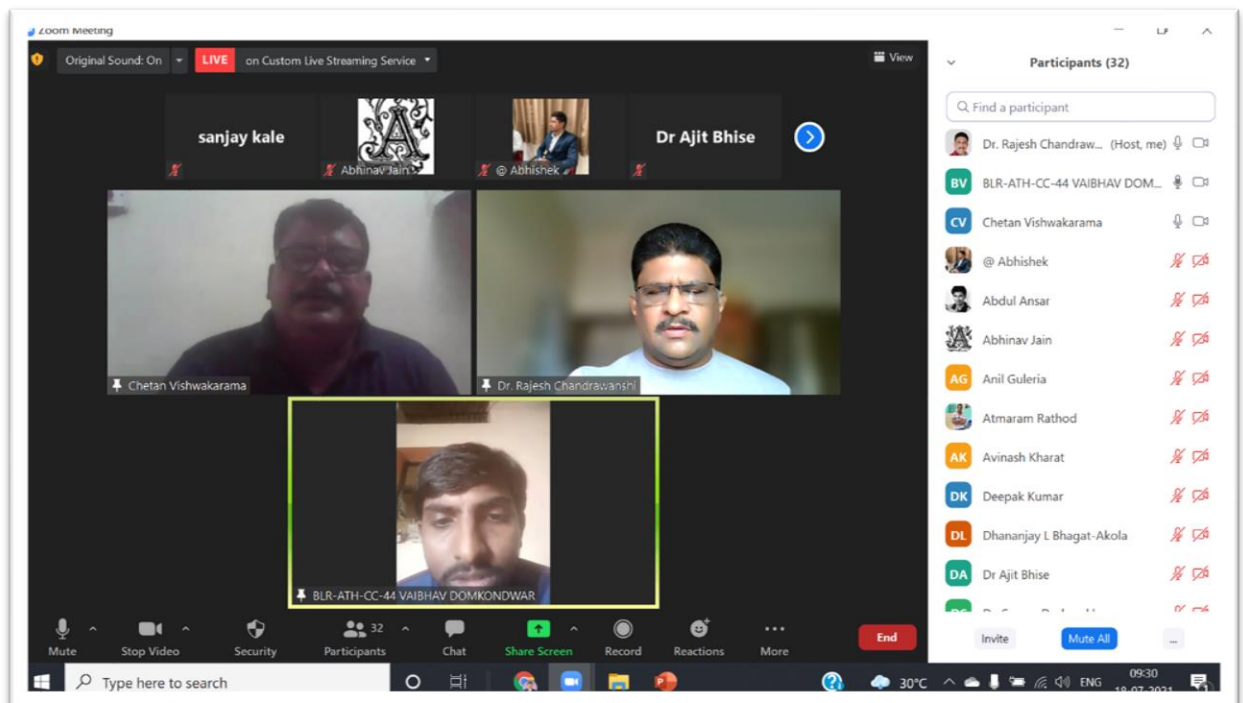 Zoom Meeting
Original Sound: On
LIVE on Custom Live Streaming Service
View
sanjay kale
Abhinav Jain
@ Abhishek
Dr Ajit Bhise
Chetan Vishwakarama
Dr. Rajesh Chandrawanshi
BLR-ATH-CC-44 VAIBHAV DOMKONDWAR
Participants (32)
Find a participant
Dr. Rajesh Chandraw... (Host, me)
BV BLR-ATH-CC-44 VAIBHAV DOM...
CV Chetan Vishwakarama
@ Abhishek
Abdul Ansar
A Abhinav Jain
AG Anil Guleria
Atmaram Rathod
AK Avinash Kharat
DK Deepak Kumar
DL Dhananjay L Bhagat-Akola
DA Dr Ajit Bhise
Invite
Mute All
...
Mute
Stop Video
Security
32
Participants
Chat
Share Screen
Record
Reactions
More
End
Type here to search
30°C
ENG
09:30
18-07-2021